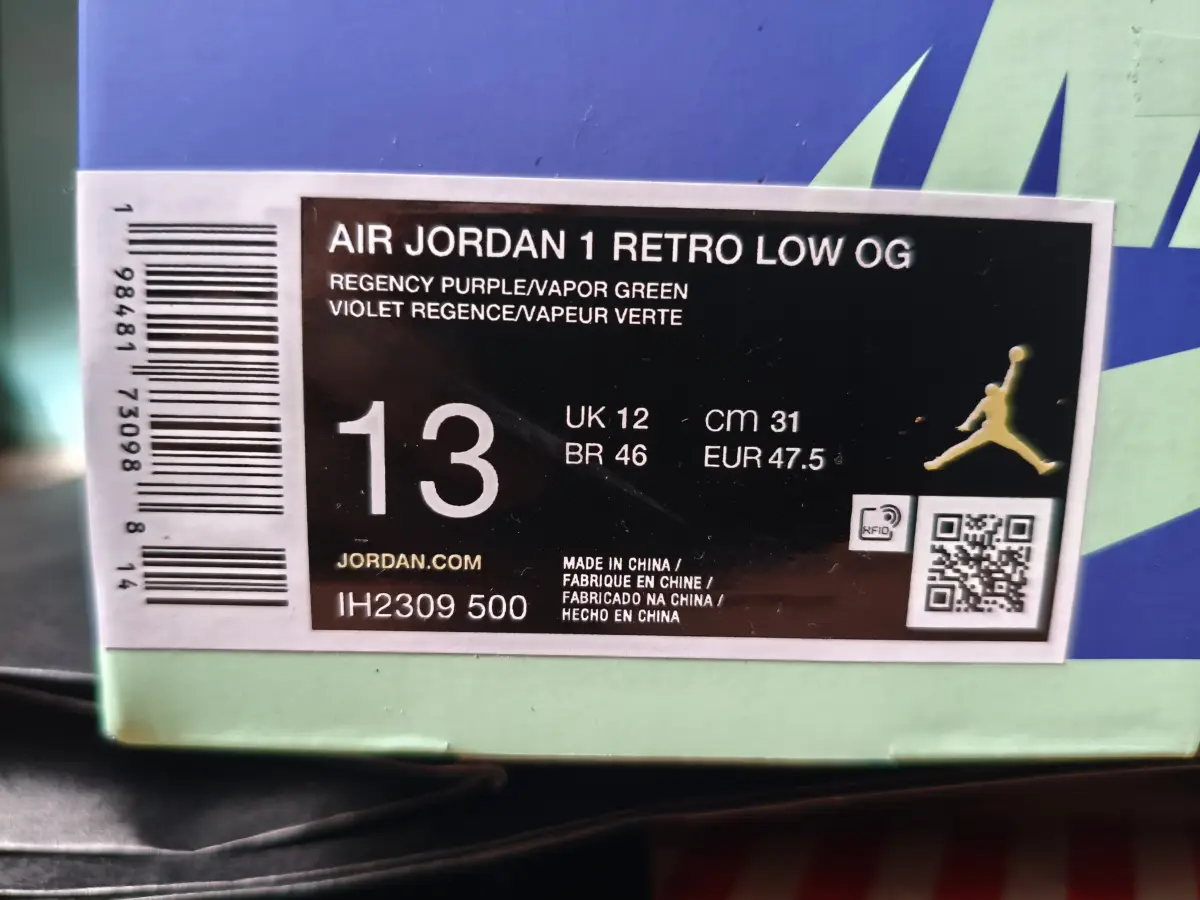 AIR JORDAN 1 RETRO LOW OG
REGENCY PURPLE/VAPOR GREEN
VIOLET REGENCE/VAPEUR VERTE
13
UK 12 cm 31
BR 46 EUR 47.5
RFID
JORDAN.COM
IH2309 500
MADE IN CHINA /
FABRIQUE EN CHINE /
FABRICADO NA CHINA /
HECHO EN CHINA
1 98481 73098 8 14